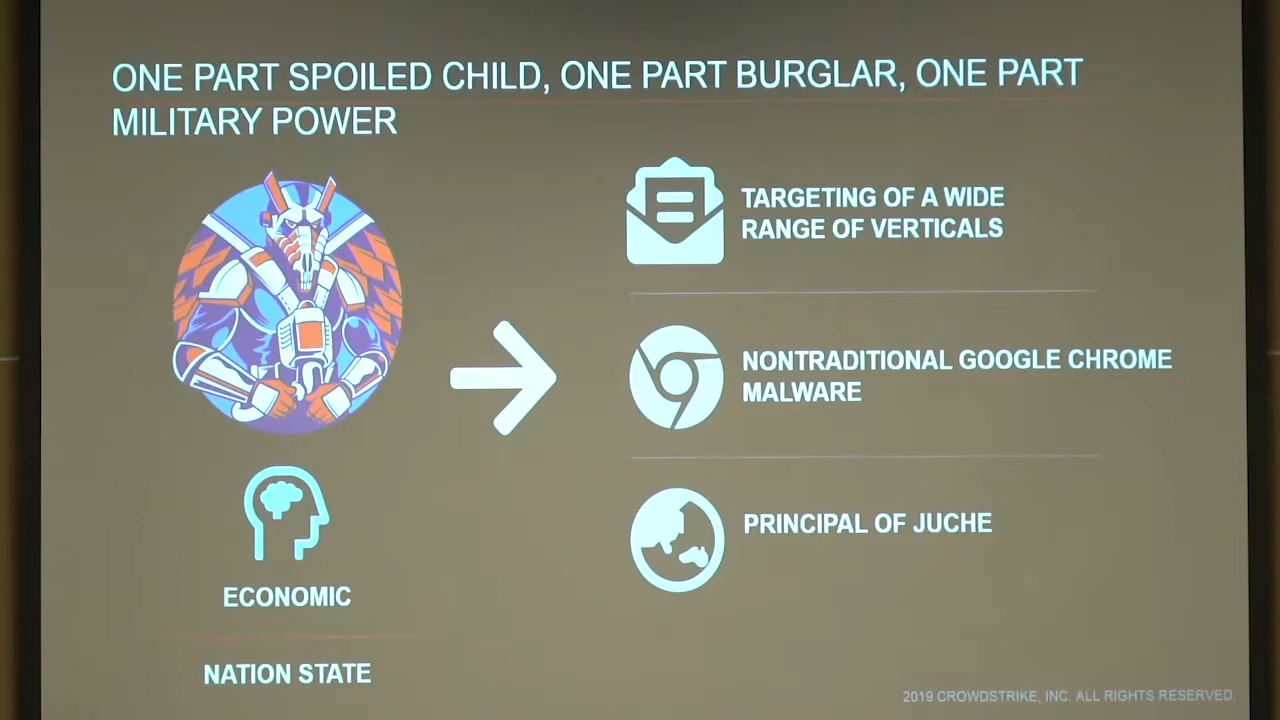 ONE PART SPOILED CHILD, ONE PART BURGLAR, ONE PART
MILITARY POWER
TARGETING OF A WIDE
RANGE OF VERTICALS
NONTRADITIONAL GOOGLE CHROME
MALWARE
PRINCIPAL OF JUCHE
ECONOMIC
NATION STATE
2019 CROWDSTRIKE, INC. ALL RIGHTS RESERVED.